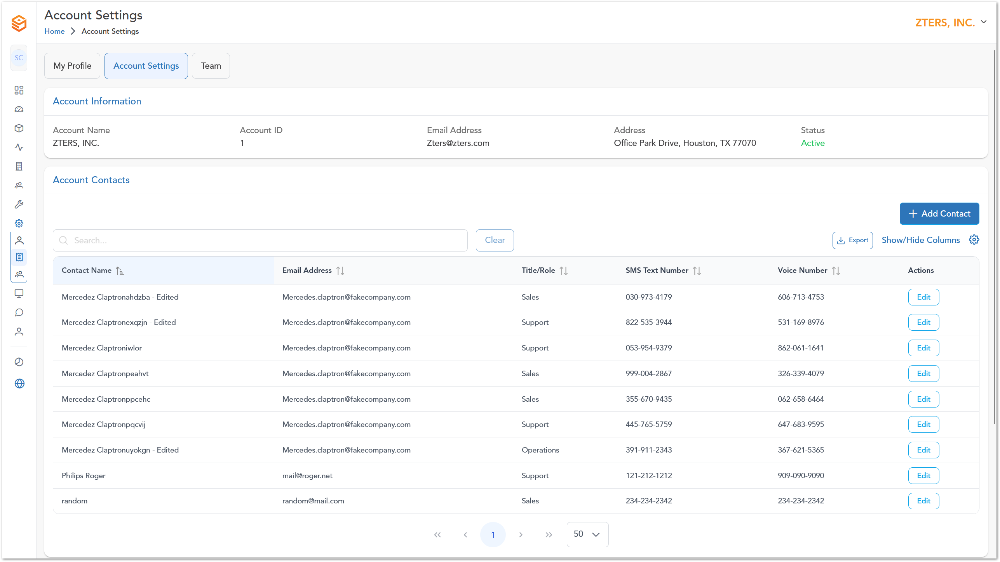 Account Settings
ZTERS, INC.
Home > Account Settings
SC
My Profile Account Settings Team
Account Information
Account Name Account ID Email Address Address Status
ZTERS, INC. 1 Zters@zters.com Office Park Drive, Houston, TX 77070 Active
Account Contacts
+ Add Contact
Search... Clear Export Show/Hide Columns
Contact Name Email Address Title/Role SMS Text Number Voice Number Actions
Mercedez Claptronahdzba - Edited Mercedes.claptron@fakecompany.com Sales 030-973-4179 606-713-4753 Edit
Mercedez Claptronexqzjn - Edited Mercedes.claptron@fakecompany.com Support 822-535-3944 531-169-8976 Edit
Mercedez Claptroniwlor Mercedes.claptron@fakecompany.com Support 053-954-9379 862-061-1641 Edit
Mercedez Claptronpeahvt Mercedes.claptron@fakecompany.com Sales 999-004-2867 326-339-4079 Edit
Mercedez Claptronppcehc Mercedes.claptron@fakecompany.com Sales 355-670-9435 062-658-6464 Edit
Mercedez Claptronpqcvij Mercedes.claptron@fakecompany.com Support 445-765-5759 647-683-9595 Edit
Mercedez Claptronuyokgn - Edited Mercedes.claptron@fakecompany.com Operations 391-911-2343 367-621-5365 Edit
Philips Roger mail@roger.net Support 121-212-1212 909-090-9090 Edit
random random@mail.com Sales 234-234-2342 234-234-2342 Edit
1 50